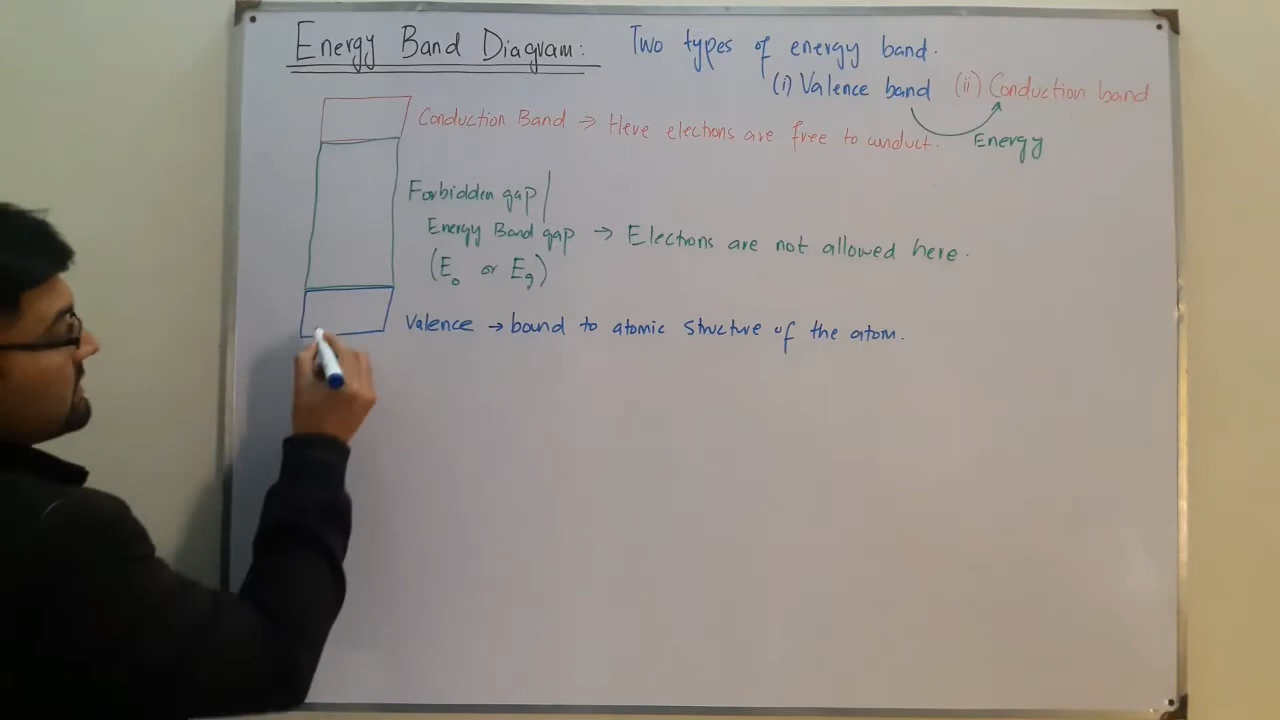 Energy Band Diagram: Two types of energy band.
(i) Valence band (ii) Conduction band
Conduction Band → Here elections are free to conduct. Energy
Forbidden gap/
Energy Band gap → Elections are not allowed here.
(E₀ or Eg)
Valence → bound to atomic structure of the atom.